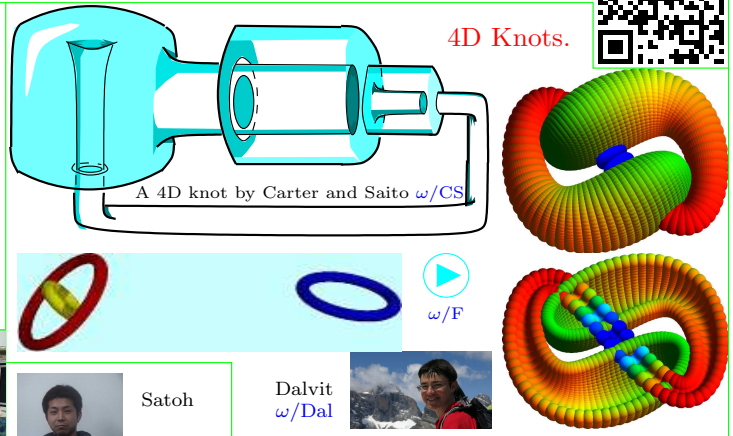 4D Knots.
A 4D knot by Carter and Saito ω/CS
ω/F
Satoh
Dalvit
ω/Dal